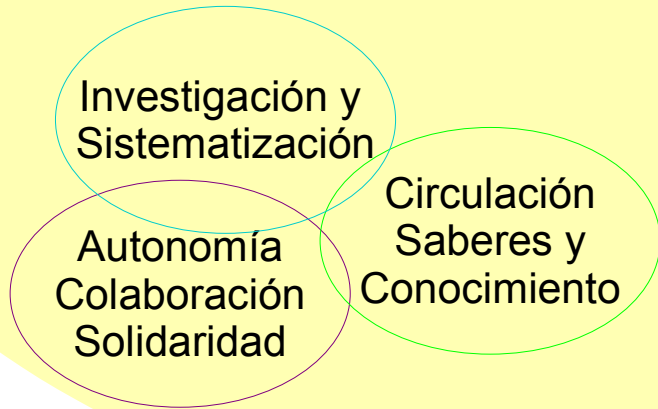 Investigación y
Sistematización
Circulación
Saberes y
Conocimiento
Autonomía
Colaboración
Solidaridad